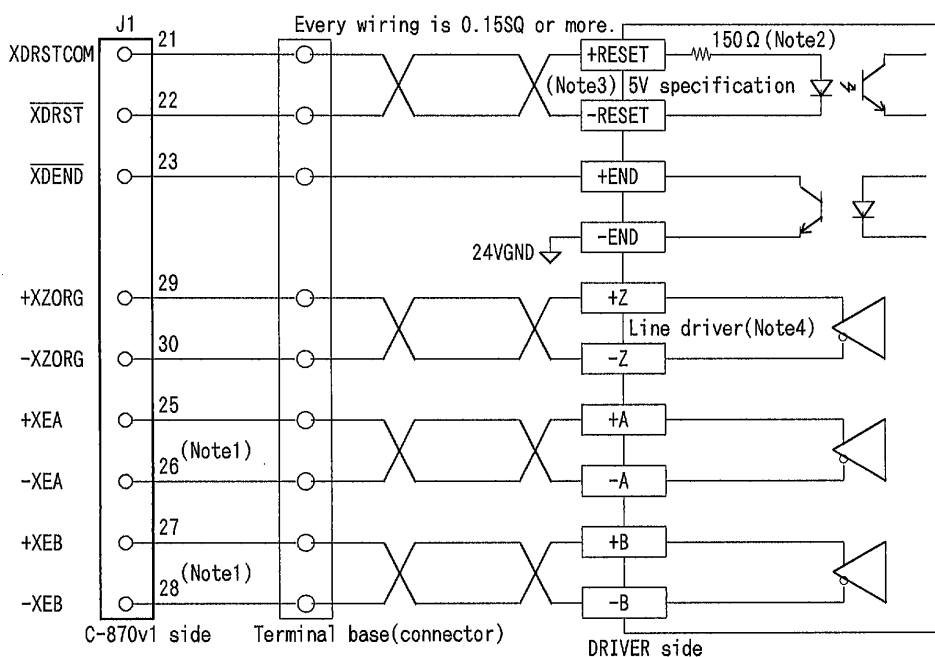 J1
Every wiring is 0.15SQ or more.
XDRSTCOM 21 +RESET 150Ω(Note2)
(Note3) 5V specification
XDRST 22 -RESET
XDEND 23 +END
24VGND -END
+XZORG 29 +Z
Line driver(Note4)
-XZORG 30 -Z
+XEA 25 +A
(Note1)
-XEA 26 -A
+XEB 27 +B
(Note1)
-XEB 28 -B
C-870v1 side Terminal base(connector)
DRIVER side